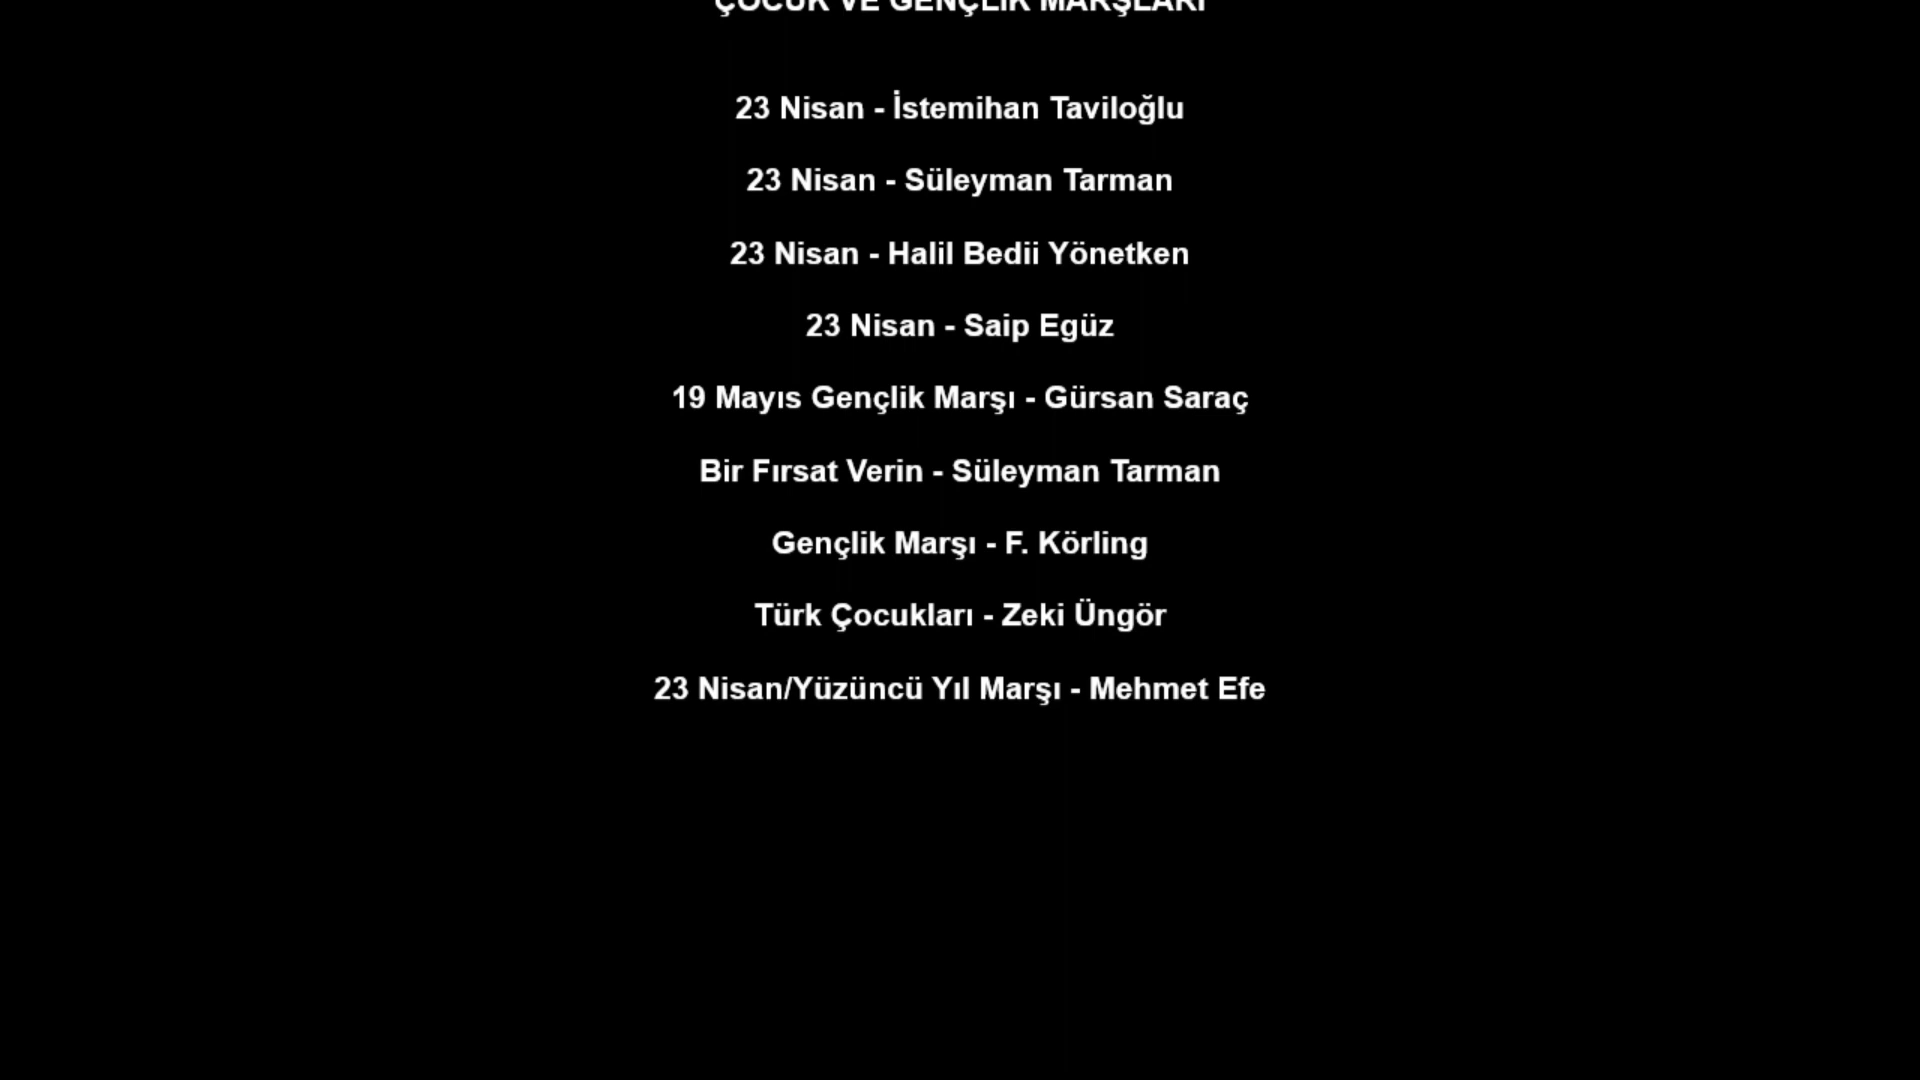 ÇOCUK VE GENÇLİK MARŞLARI
23 Nisan - İstemihan Taviloğlu
23 Nisan - Süleyman Tarman
23 Nisan - Halil Bedii Yönetken
23 Nisan - Saip Egüz
19 Mayıs Gençlik Marşı - Gürsan Saraç
Bir Fırsat Verin - Süleyman Tarman
Gençlik Marşı - F. Körling
Türk Çocukları - Zeki Üngör
23 Nisan/Yüzüncü Yıl Marşı - Mehmet Efe